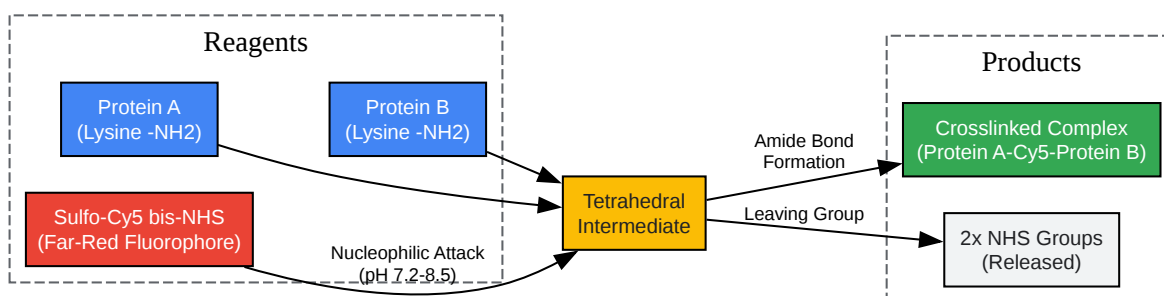 Reagents
Protein A
(Lysine -NH2)
Protein B
(Lysine -NH2)
Sulfo-Cy5 bis-NHS
(Far-Red Fluorophore)
Nucleophilic Attack
(pH 7.2-8.5)
Tetrahedral
Intermediate
Amide Bond
Formation
Leaving Group
Products
Crosslinked Complex
(Protein A-Cy5-Protein B)
2x NHS Groups
(Released)